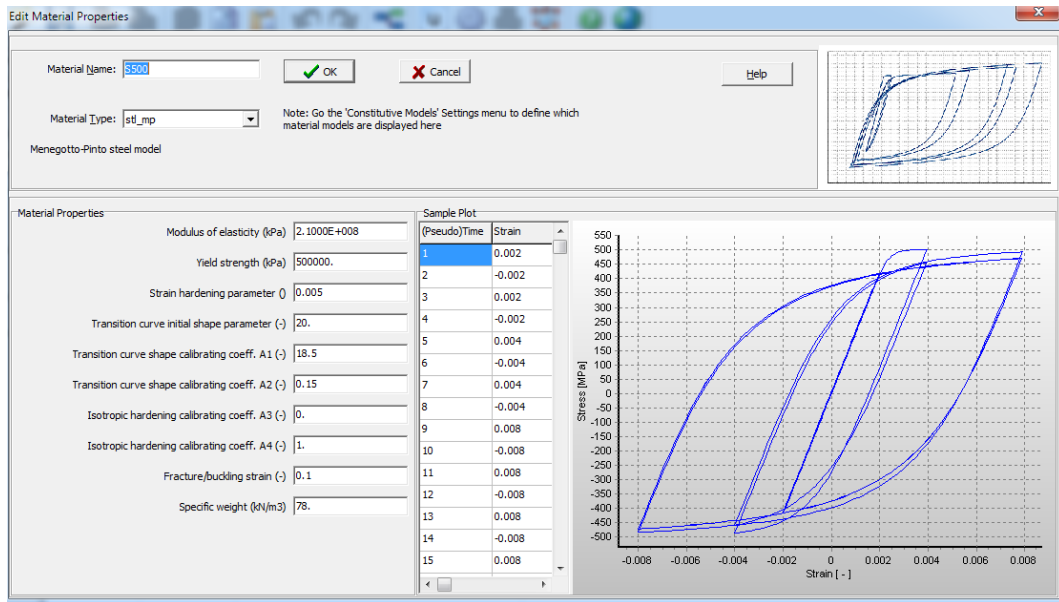 Edit Material Properties
Material Name: S500
OK
Cancel
Help
Material Type: stl_mp
Note: Go the 'Constitutive Models' Settings menu to define which
material models are displayed here
Menegotto-Pinto steel model
Material Properties
Modulus of elasticity (kPa) 2.1000E+008
Yield strength (kPa) 500000.
Strain hardening parameter () 0.005
Transition curve initial shape parameter (-) 20.
Transition curve shape calibrating coeff. A1 (-) 18.5
Transition curve shape calibrating coeff. A2 (-) 0.15
Isotropic hardening calibrating coeff. A3 (-) 0.
Isotropic hardening calibrating coeff. A4 (-) 1.
Fracture/buckling strain (-) 0.1
Specific weight (kN/m3) 78.
Sample Plot
(Pseudo)Time Strain
1 0.002
2 -0.002
3 0.002
4 -0.002
5 0.004
6 -0.004
7 0.004
8 -0.004
9 0.008
10 -0.008
11 0.008
12 -0.008
13 0.008
14 -0.008
15 0.008
Stress [MPa]
550
500
450
400
350
300
250
200
150
100
50
0
-50
-100
-150
-200
-250
-300
-350
-400
-450
-500
-0.008 -0.006 -0.004 -0.002 0 0.002 0.004 0.006 0.008
Strain [ - ]